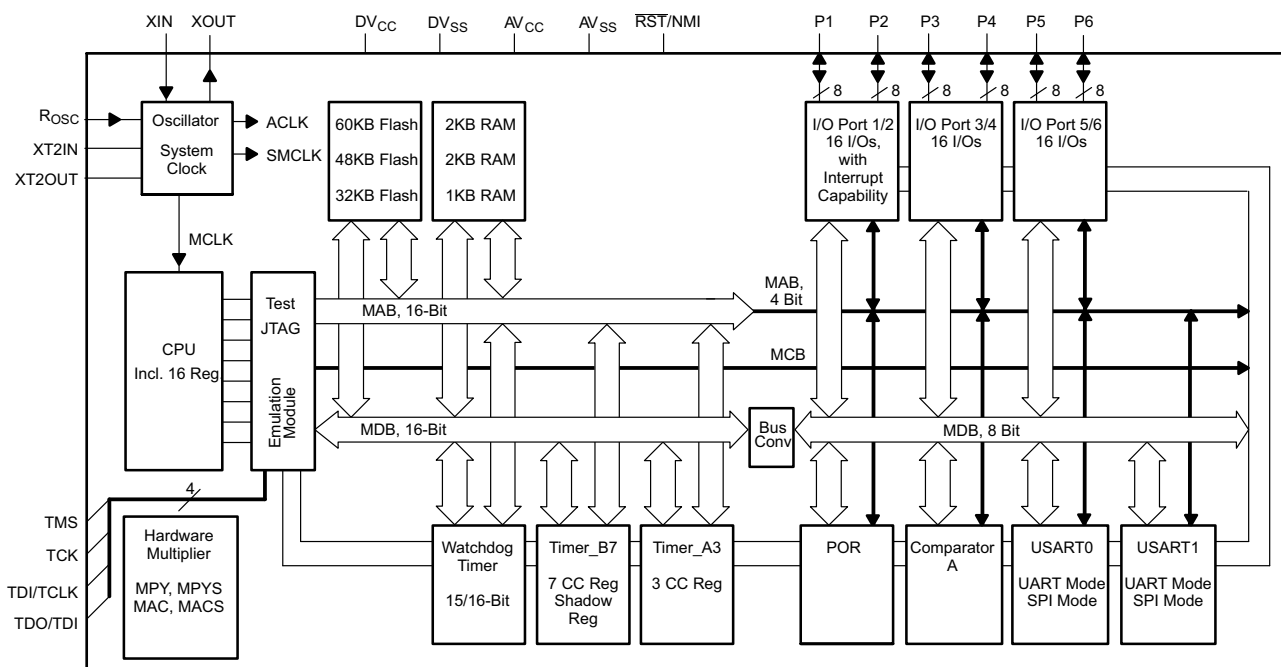 XIN
XOUT
DVCC
DVSS
AVCC
AVSS
RST/NMI
P1
P2
P3
P4
P5
P6
8
8
8
8
8
8
ROSC
XT2IN
XT2OUT
Oscillator
System
Clock
ACLK
SMCLK
MCLK
60KB Flash
48KB Flash
32KB Flash
2KB RAM
2KB RAM
1KB RAM
I/O Port 1/2
16 I/Os,
with
Interrupt
Capability
I/O Port 3/4
16 I/Os
I/O Port 5/6
16 I/Os
CPU
Incl. 16 Reg.
Test
JTAG
Emulation
Module
MAB, 16-Bit
MAB,
4 Bit
MCB
MDB, 16-Bit
Bus
Conv
MDB, 8 Bit
4
TMS
TCK
TDI/TCLK
TDO/TDI
Hardware
Multiplier
MPY, MPYS
MAC, MACS
Watchdog
Timer
15/16-Bit
Timer_B7
7 CC Reg
Shadow
Reg
Timer_A3
3 CC Reg
POR
Comparator
A
USART0
UART Mode
SPI Mode
USART1
UART Mode
SPI Mode